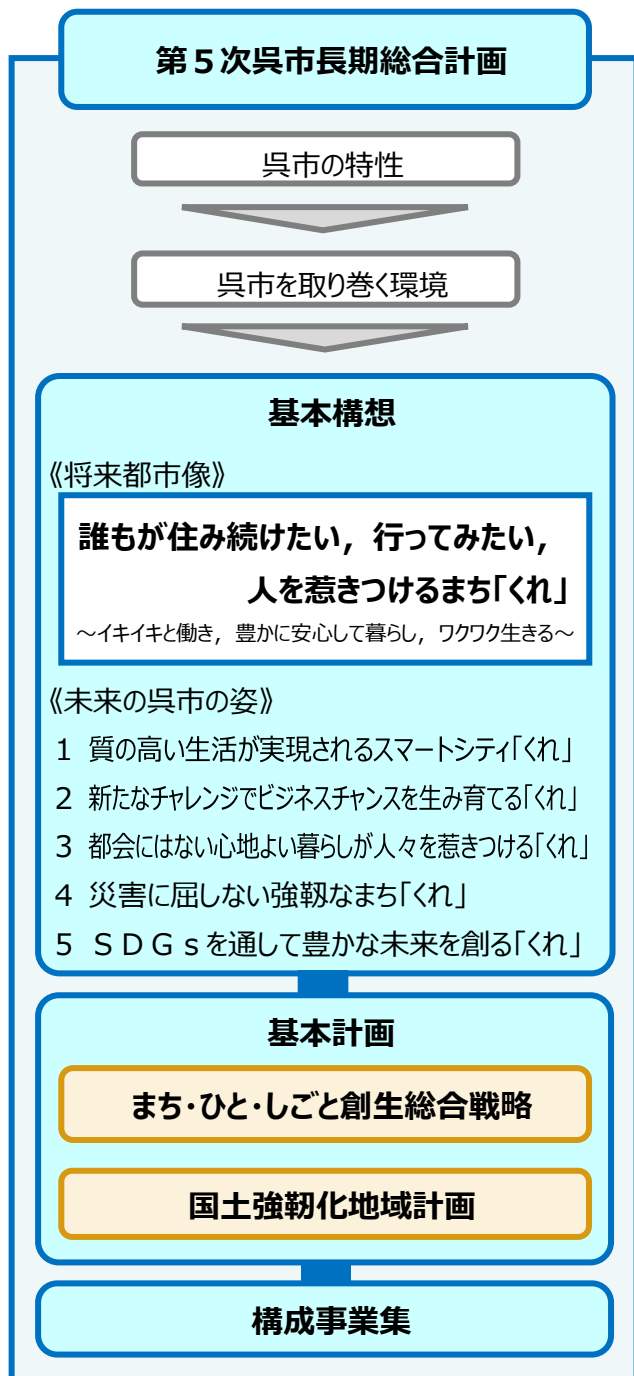 第５次呉市長期総合計画
呉市の特性
呉市を取り巻く環境
基本構想
《将来都市像》
誰もが住み続けたい，行ってみたい，
人を惹きつけるまち「くれ」
～イキイキと働き，豊かに安心して暮らし，ワクワク生きる～
《未来の呉市の姿》
１ 質の高い生活が実現されるスマートシティ「くれ」
２ 新たなチャレンジでビジネスチャンスを生み育てる「くれ」
３ 都会にはない心地よい暮らしが人々を惹きつける「くれ」
４ 災害に屈しない強靱なまち「くれ」
５ ＳＤＧｓを通して豊かな未来を創る「くれ」
基本計画
まち・ひと・しごと創生総合戦略
国土強靱化地域計画
構成事業集